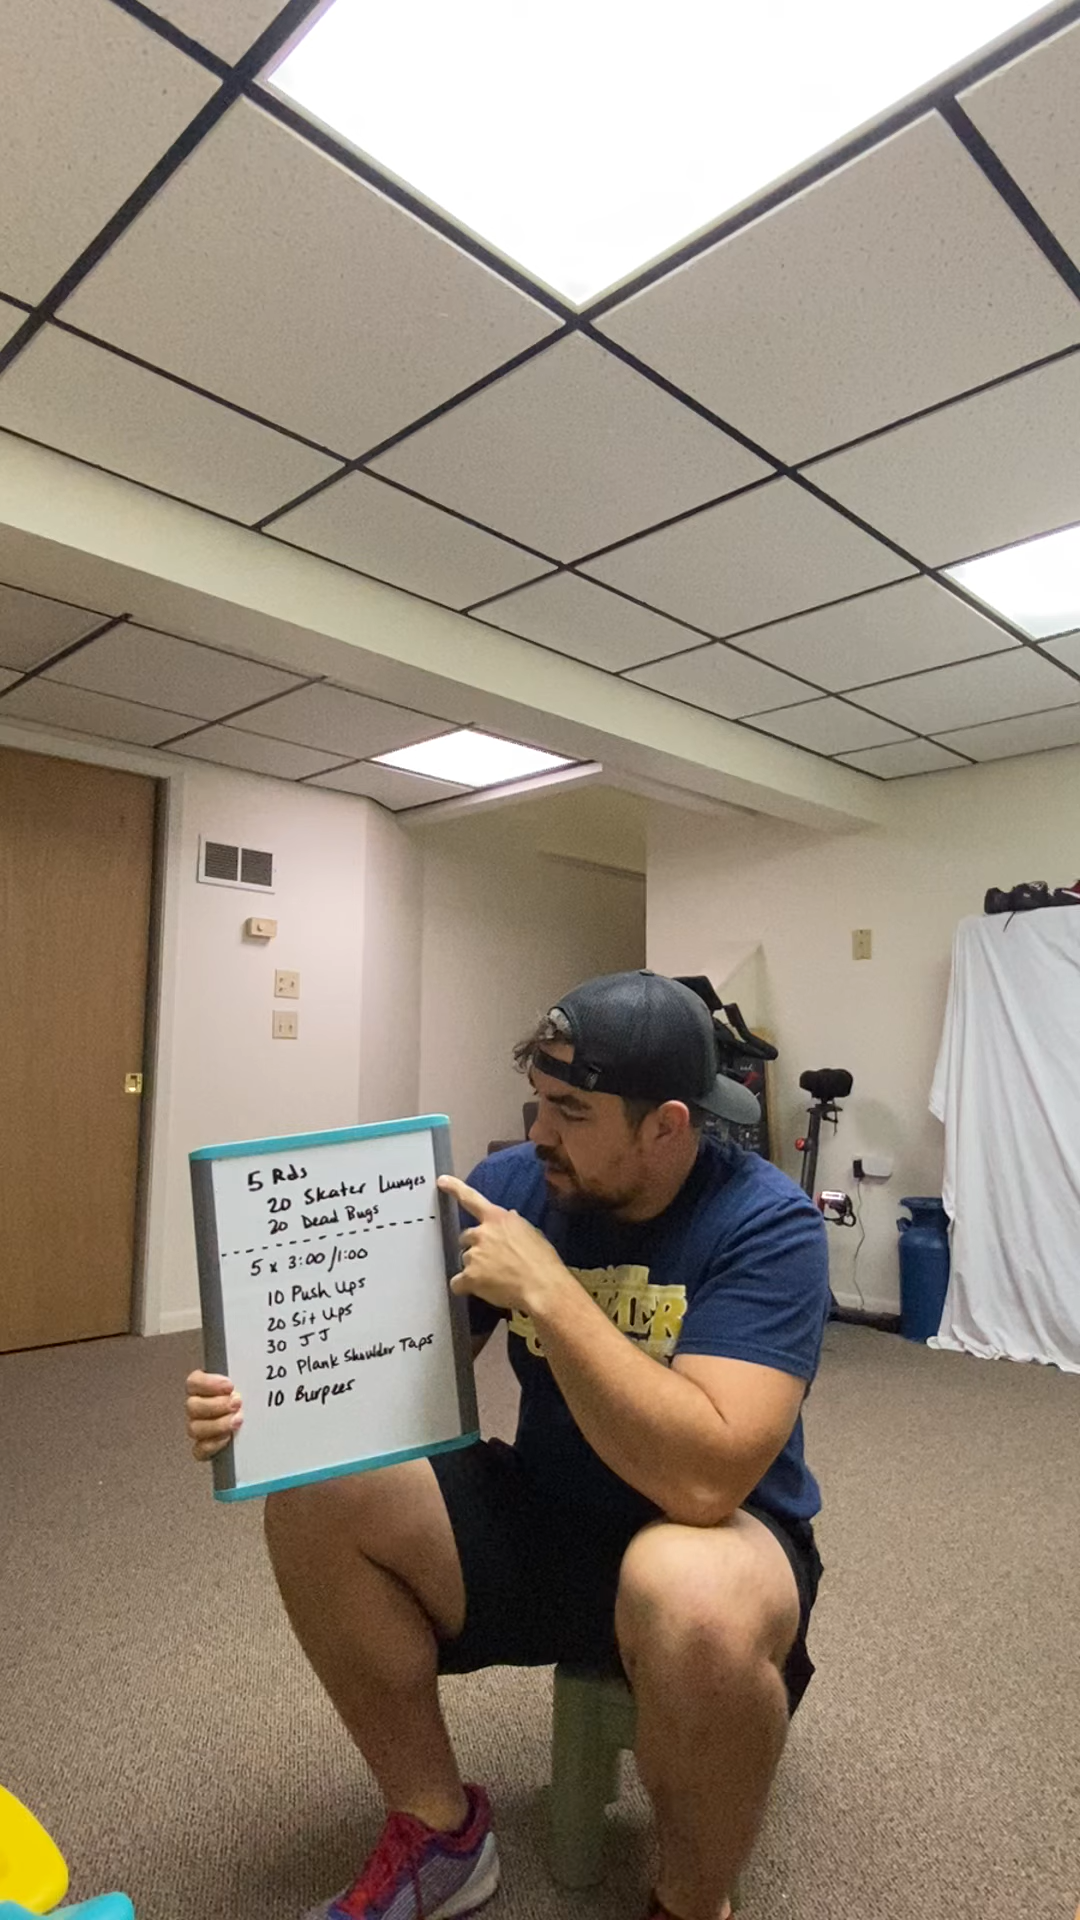 5 Rds
20 Skater Lunges
20 Dead Bugs
5 x 3:00/1:00
10 Push Ups
20 Sit Ups
30 JJ
20 Plank Shoulder Taps
10 Burpees